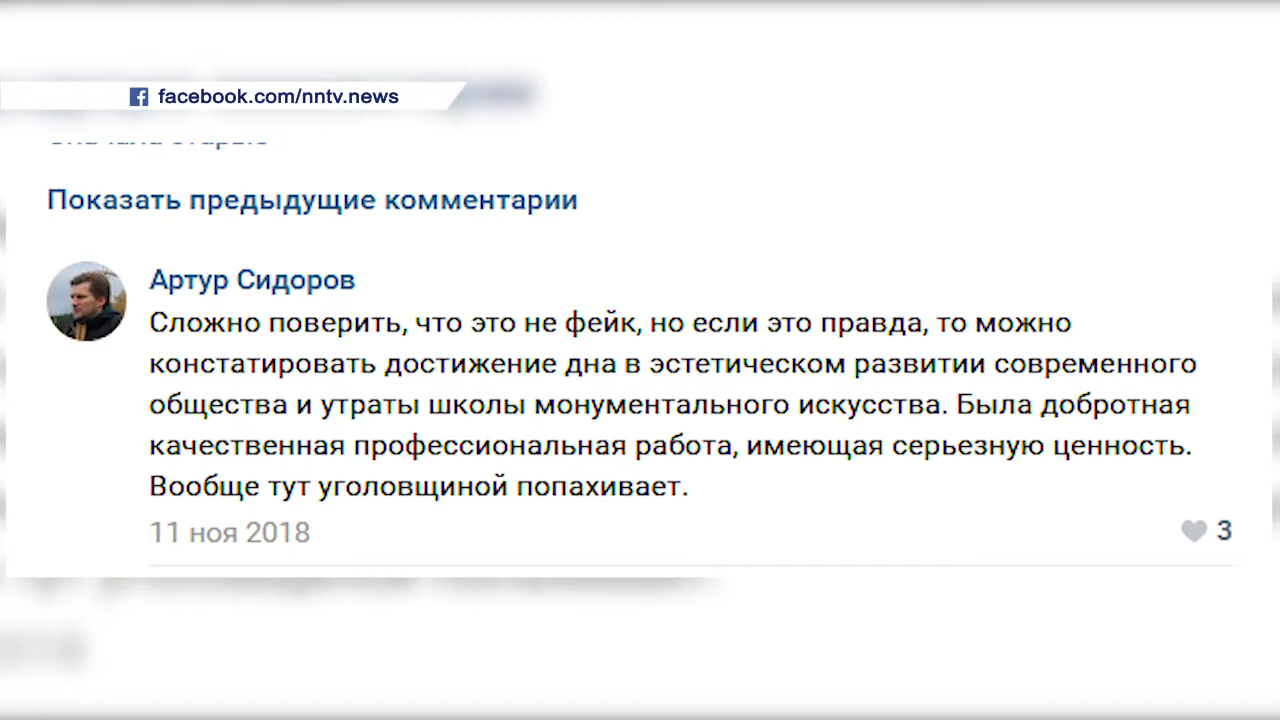 facebook.com/nntv.news
Показать предыдущие комментарии
Артур Сидоров
Сложно поверить, что это не фейк, но если это правда, то можно
констатировать достижение дна в эстетическом развитии современного
общества и утраты школы монументального искусства. Была добротная
качественная профессиональная работа, имеющая серьезную ценность.
Вообще тут уголовщиной попахивает.
11 ноя 2018
3